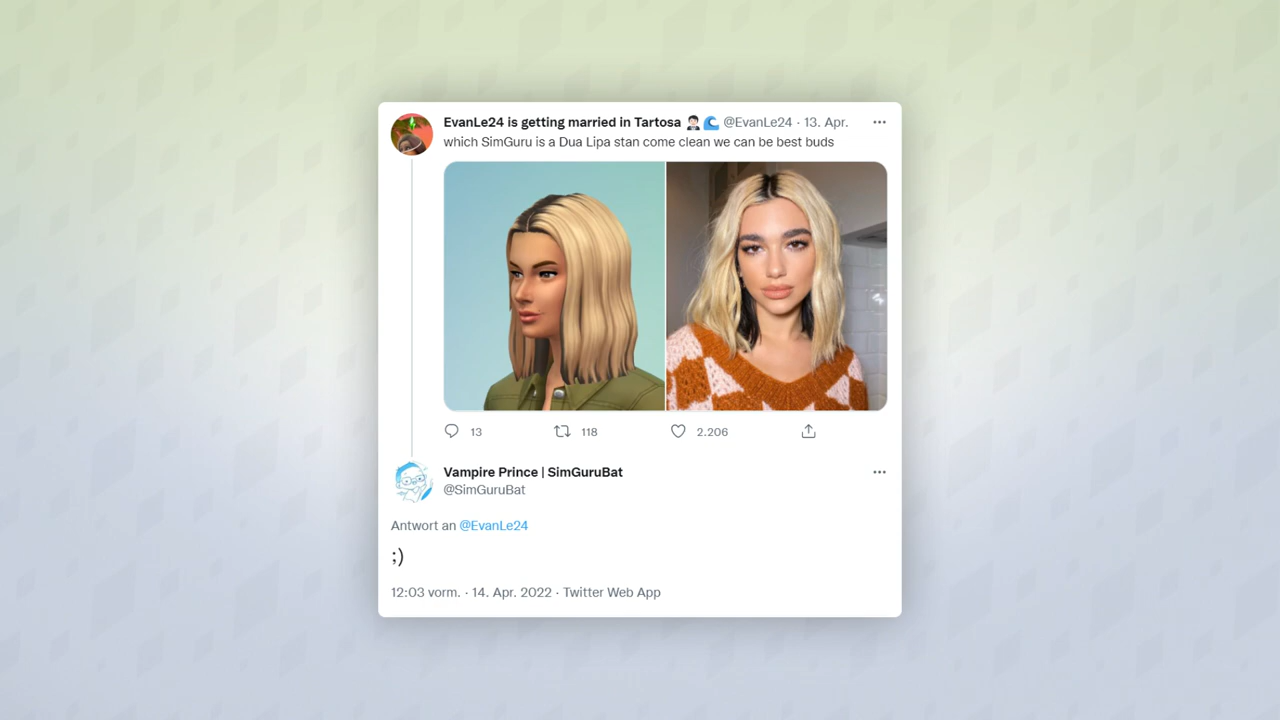 EvanLe24 is getting married in Tartosa 🤵🏻🌊 @EvanLe24 · 13. Apr.
which SimGuru is a Dua Lipa stan come clean we can be best buds
13 118 2.206
Vampire Prince | SimGuruBat
@SimGuruBat
Antwort an @EvanLe24
;)
12:03 vorm. · 14. Apr. 2022 · Twitter Web App